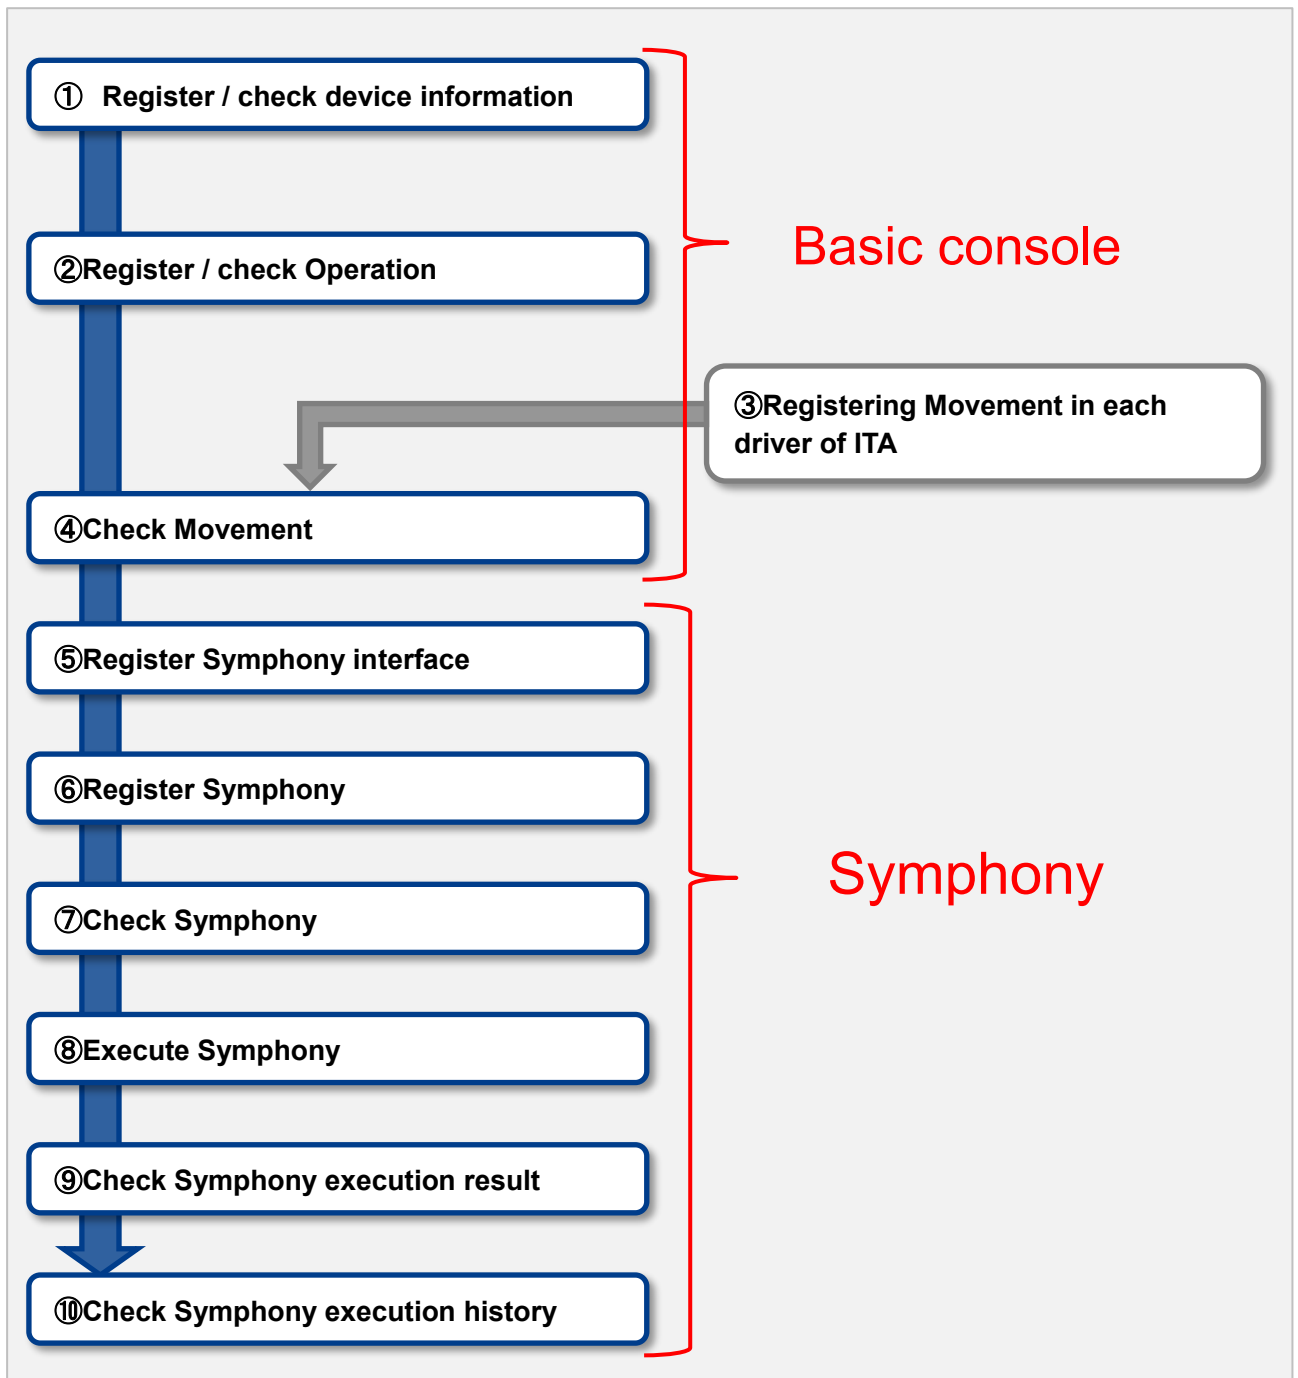 ① Register / check device information
②Register / check Operation
Basic console
③Registering Movement in each
driver of ITA
④Check Movement
⑤Register Symphony interface
⑥Register Symphony
Symphony
⑦Check Symphony
⑧Execute Symphony
⑨Check Symphony execution result
⑩Check Symphony execution history